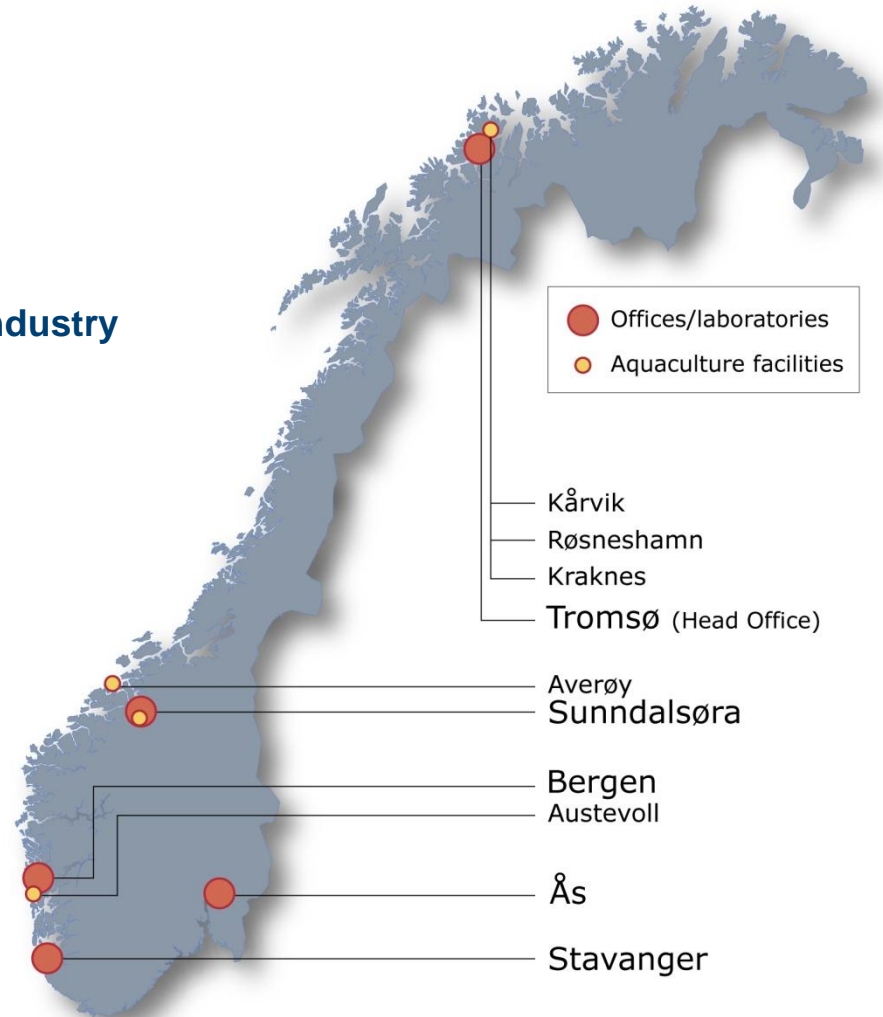 ndustry
Offices/laboratories
Aquaculture facilities
Kårvik
Røsneshamn
Kraknes
Tromsø (Head Office)
Averøy
Sunndalsøra
Bergen
Austevoll
Ås
Stavanger